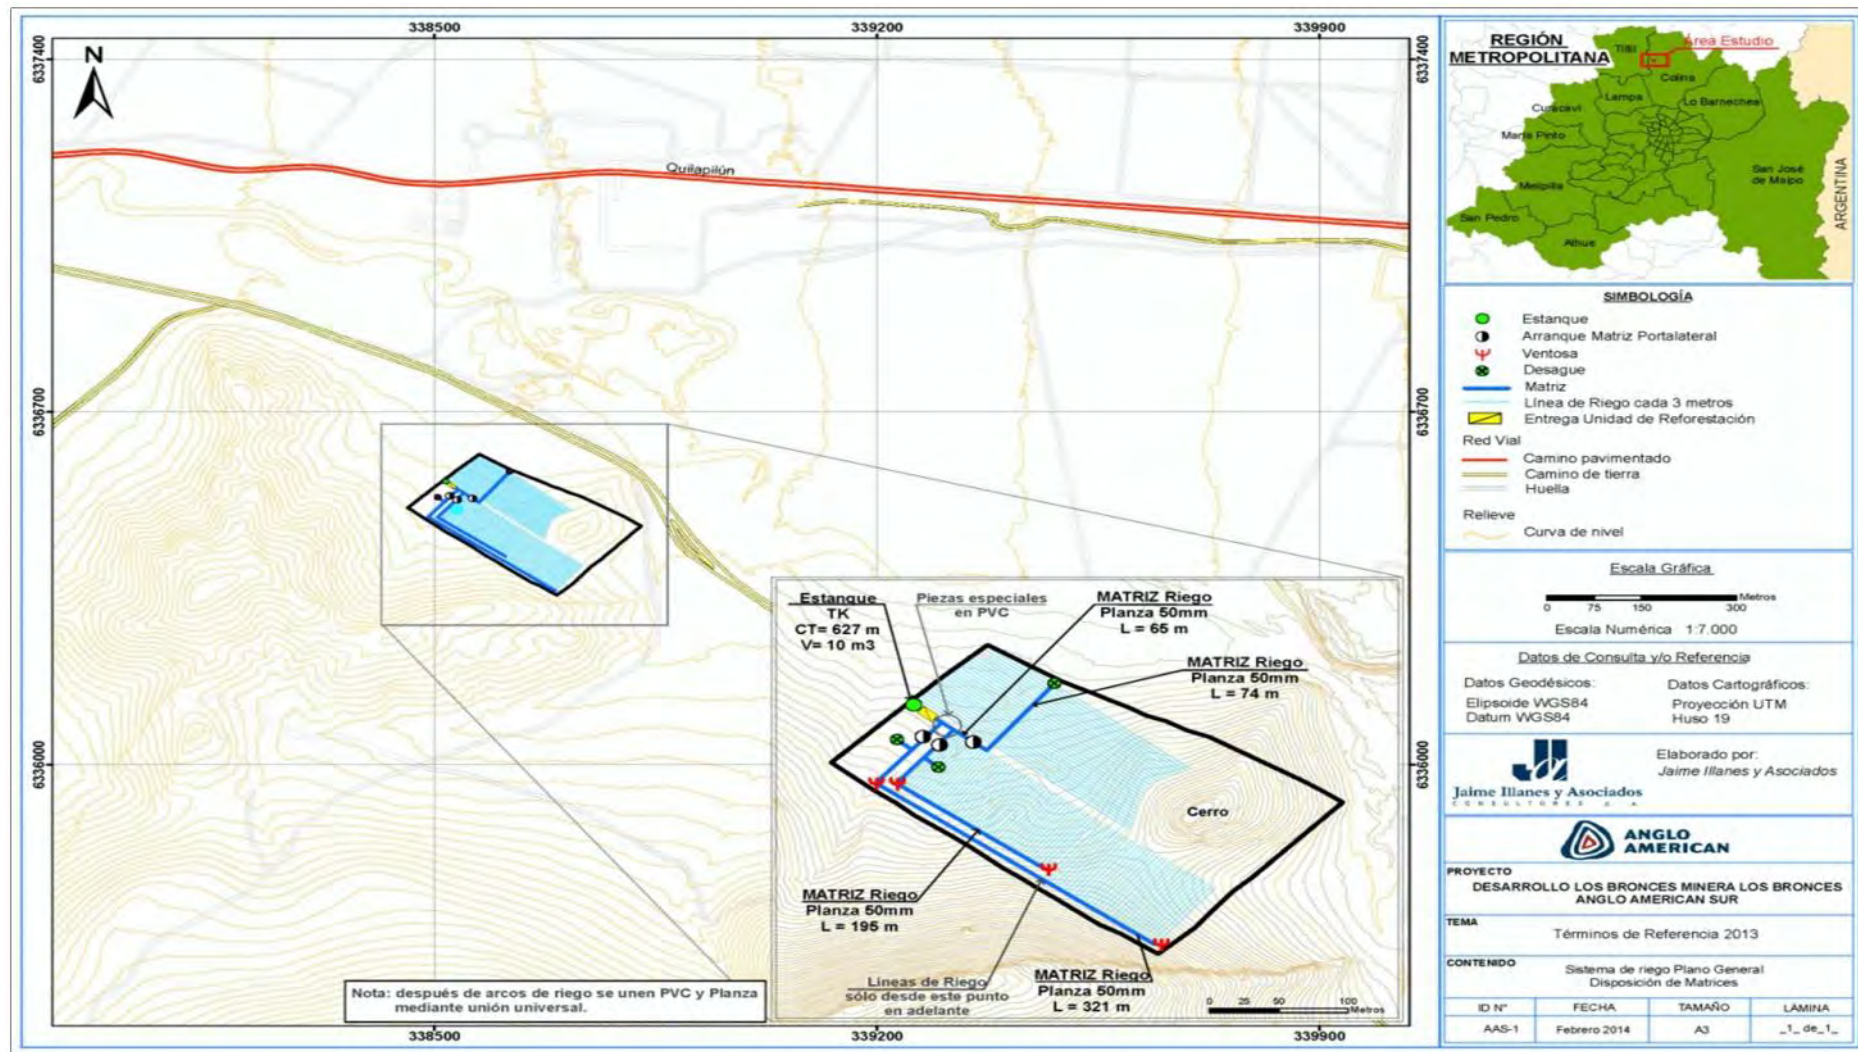 338500
339200
339900
6337400
6337400
N
Quilapilún
6336700
6336700
6336000
6336000
Estanque
TK
CT= 627 m
V= 10 m3
Piezas especiales
en PVC
MATRIZ Riego
Planza 50mm
L = 65 m
MATRIZ Riego
Planza 50mm
L = 74 m
Cerro
MATRIZ Riego
Planza 50mm
L = 195 m
Lineas de Riego
sólo desde este punto
en adelante
MATRIZ Riego
Planza 50mm
L = 321 m
0 25 50 100
Metros
Nota: después de arcos de riego se unen PVC y Planza
mediante unión universal.
338500
339200
339900
REGIÓN
METROPOLITANA
Área Estudio
Tiltil
Colina
Lampa
Lo Barnechea
Curacaví
María Pinto
San José
de Maipo
Melipilla
San Pedro
Alhue
ARGENTINA
SIMBOLOGÍA
Estanque
Arranque Matriz Portalateral
Ventosa
Desague
Matriz
Línea de Riego cada 3 metros
Entrega Unidad de Reforestación
Red Vial
Camino pavimentado
Camino de tierra
Huella
Relieve
Curva de nivel
Escala Gráfica
Metros
0 75 150 300
Escala Numérica 1:7.000
Datos de Consulta y/o Referencia
Datos Geodésicos:
Elipsoide WGS84
Datum WGS84
Datos Cartográficos:
Proyección UTM
Huso 19
Jaime Illanes y Asociados
CONSULTORES S. A.
Elaborado por:
Jaime Illanes y Asociados
ANGLO
AMERICAN
PROYECTO
DESARROLLO LOS BRONCES MINERA LOS BRONCES
ANGLO AMERICAN SUR
TEMA
Términos de Referencia 2013
CONTENIDO
Sistema de riego Plano General
Disposición de Matrices
ID N° FECHA TAMAÑO LÁMINA
AAS-1 Febrero 2014 A3 _1_ de_1_